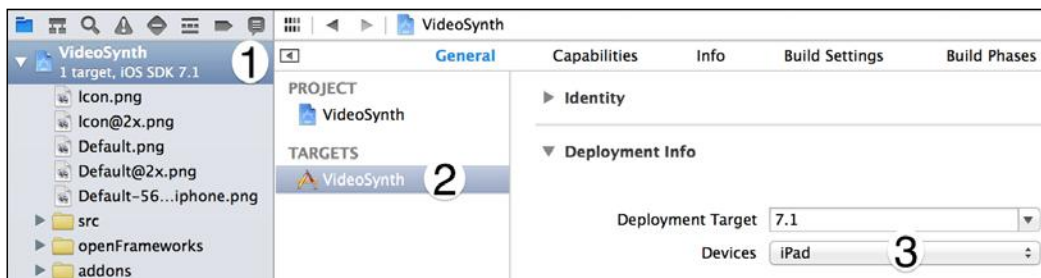 VideoSynth
VideoSynth
1 target, iOS SDK 7.1
1
Icon.png
Icon@2x.png
Default.png
Default@2x.png
Default-56...iphone.png
src
openFrameworks
addons
General Capabilities Info Build Settings Build Phases
PROJECT
VideoSynth
TARGETS
VideoSynth 2
Identity
Deployment Info
Deployment Target 7.1
Devices iPad 3